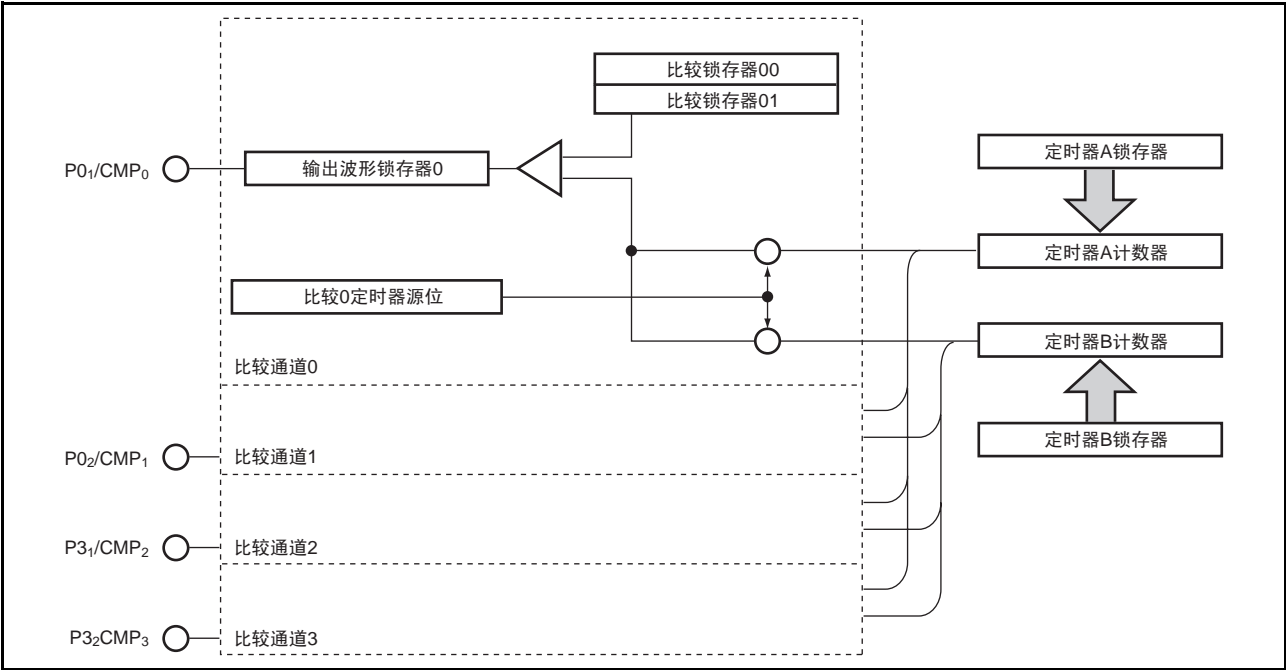 比较锁存器00
比较锁存器01
定时器A锁存器
P0₁/CMP₀
输出波形锁存器0
定时器A计数器
比较0定时器源位
定时器B计数器
比较通道0
定时器B锁存器
P0₂/CMP₁
比较通道1
P3₁/CMP₂
比较通道2
P3₂CMP₃
比较通道3